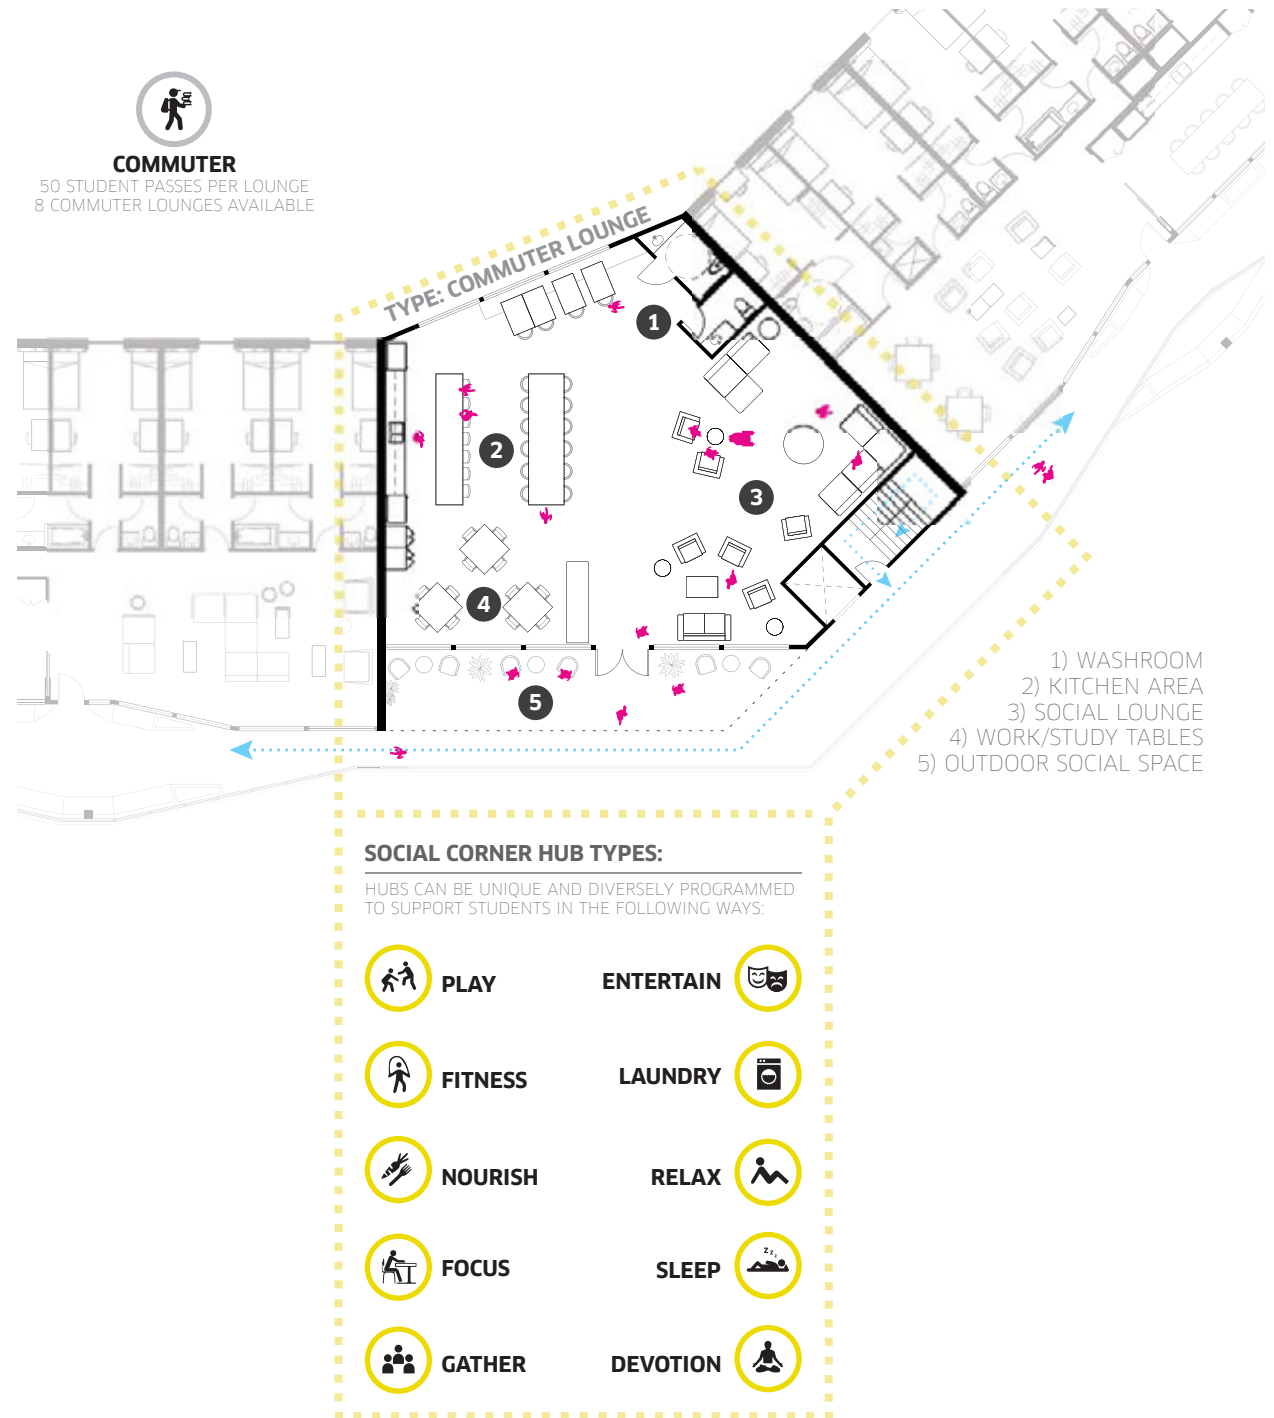 COMMUTER
50 STUDENT PASSES PER LOUNGE
8 COMMUTER LOUNGES AVAILABLE
TYPE: COMMUTER LOUNGE
1
2
3
4
5
1) WASHROOM
2) KITCHEN AREA
3) SOCIAL LOUNGE
4) WORK/STUDY TABLES
5) OUTDOOR SOCIAL SPACE
SOCIAL CORNER HUB TYPES:
HUBS CAN BE UNIQUE AND DIVERSELY PROGRAMMED
TO SUPPORT STUDENTS IN THE FOLLOWING WAYS:
PLAY
ENTERTAIN
FITNESS
LAUNDRY
NOURISH
RELAX
FOCUS
z z z
SLEEP
GATHER
DEVOTION